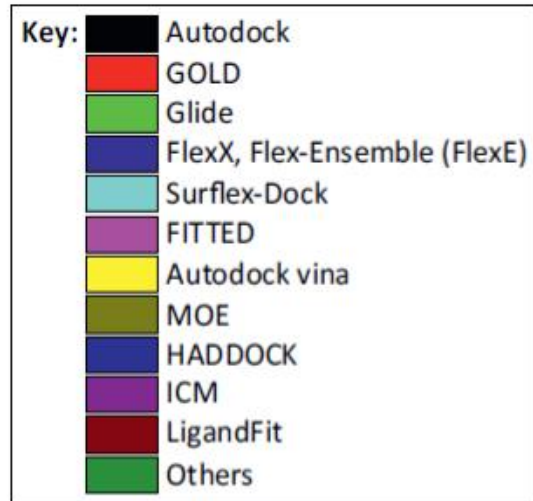 Key: Autodock
GOLD
Glide
FlexX, Flex-Ensemble (FlexE)
Surflex-Dock
FITTED
Autodock vina
MOE
HADDOCK
ICM
LigandFit
Others